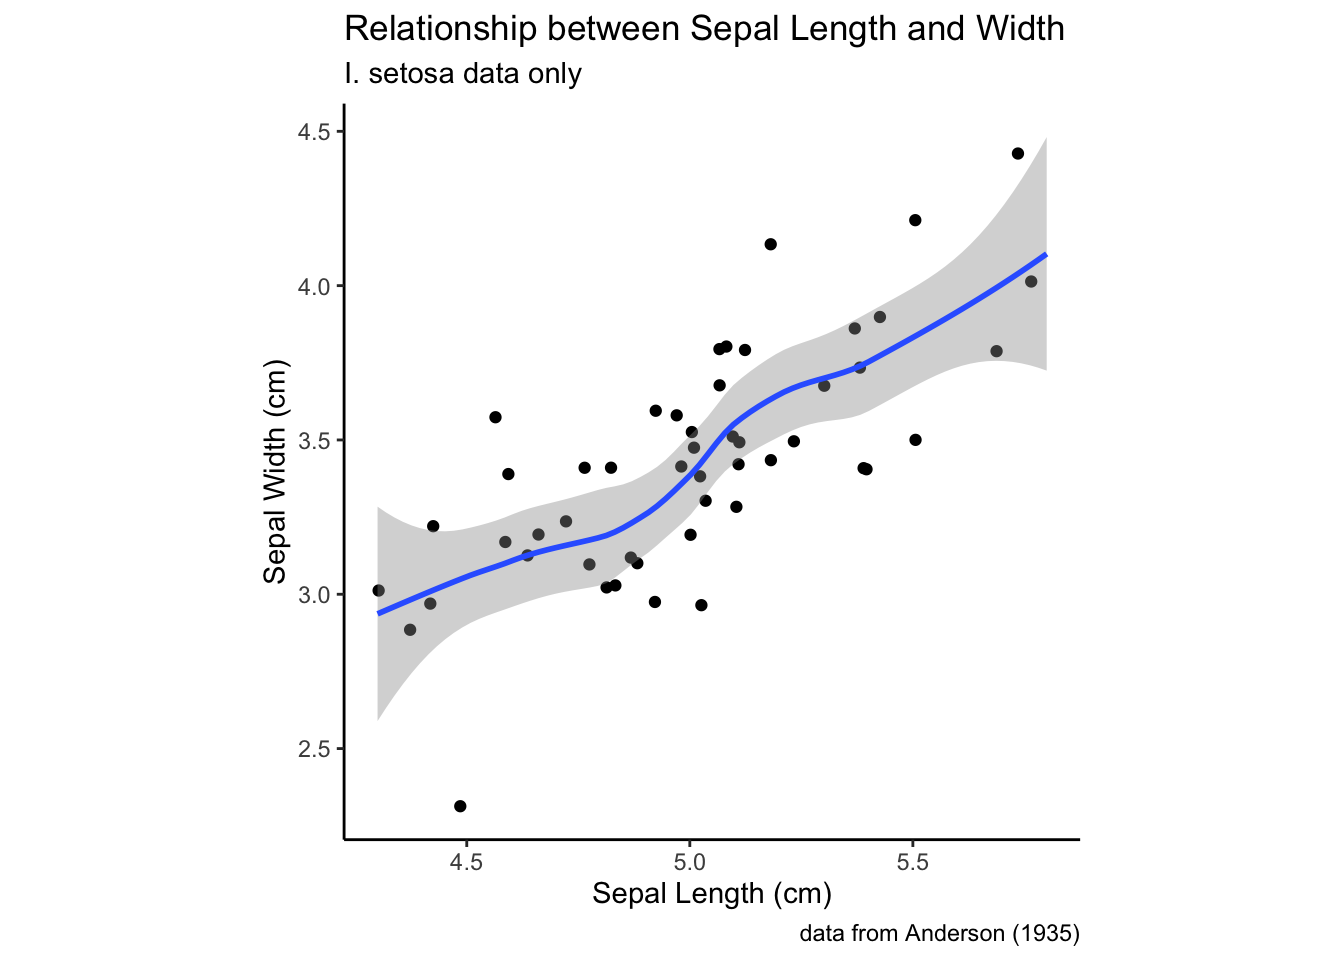 Relationship between Sepal Length and Width
I. setosa data only
4.5
4.0
3.5
3.0
2.5
Sepal Width (cm)
4.5 5.0 5.5
Sepal Length (cm)
data from Anderson (1935)